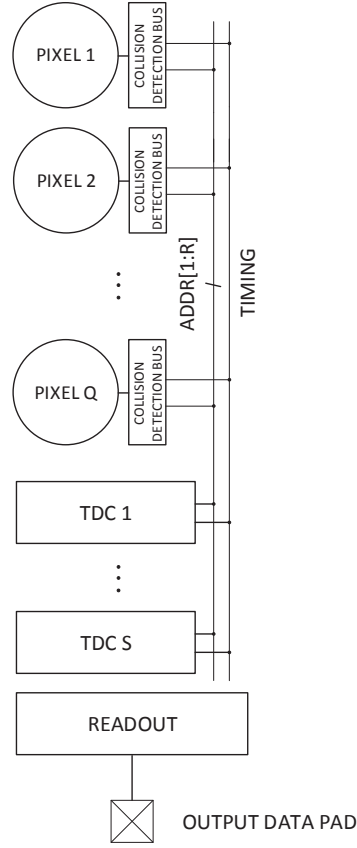 PIXEL 1
COLLUSION
DETECTION BUS
PIXEL 2
COLLISION
DETECTION BUS
ADDR[1:R]
TIMING
PIXEL Q
COLLISION
DETECTION BUS
TDC 1
TDC S
READOUT
OUTPUT DATA PAD